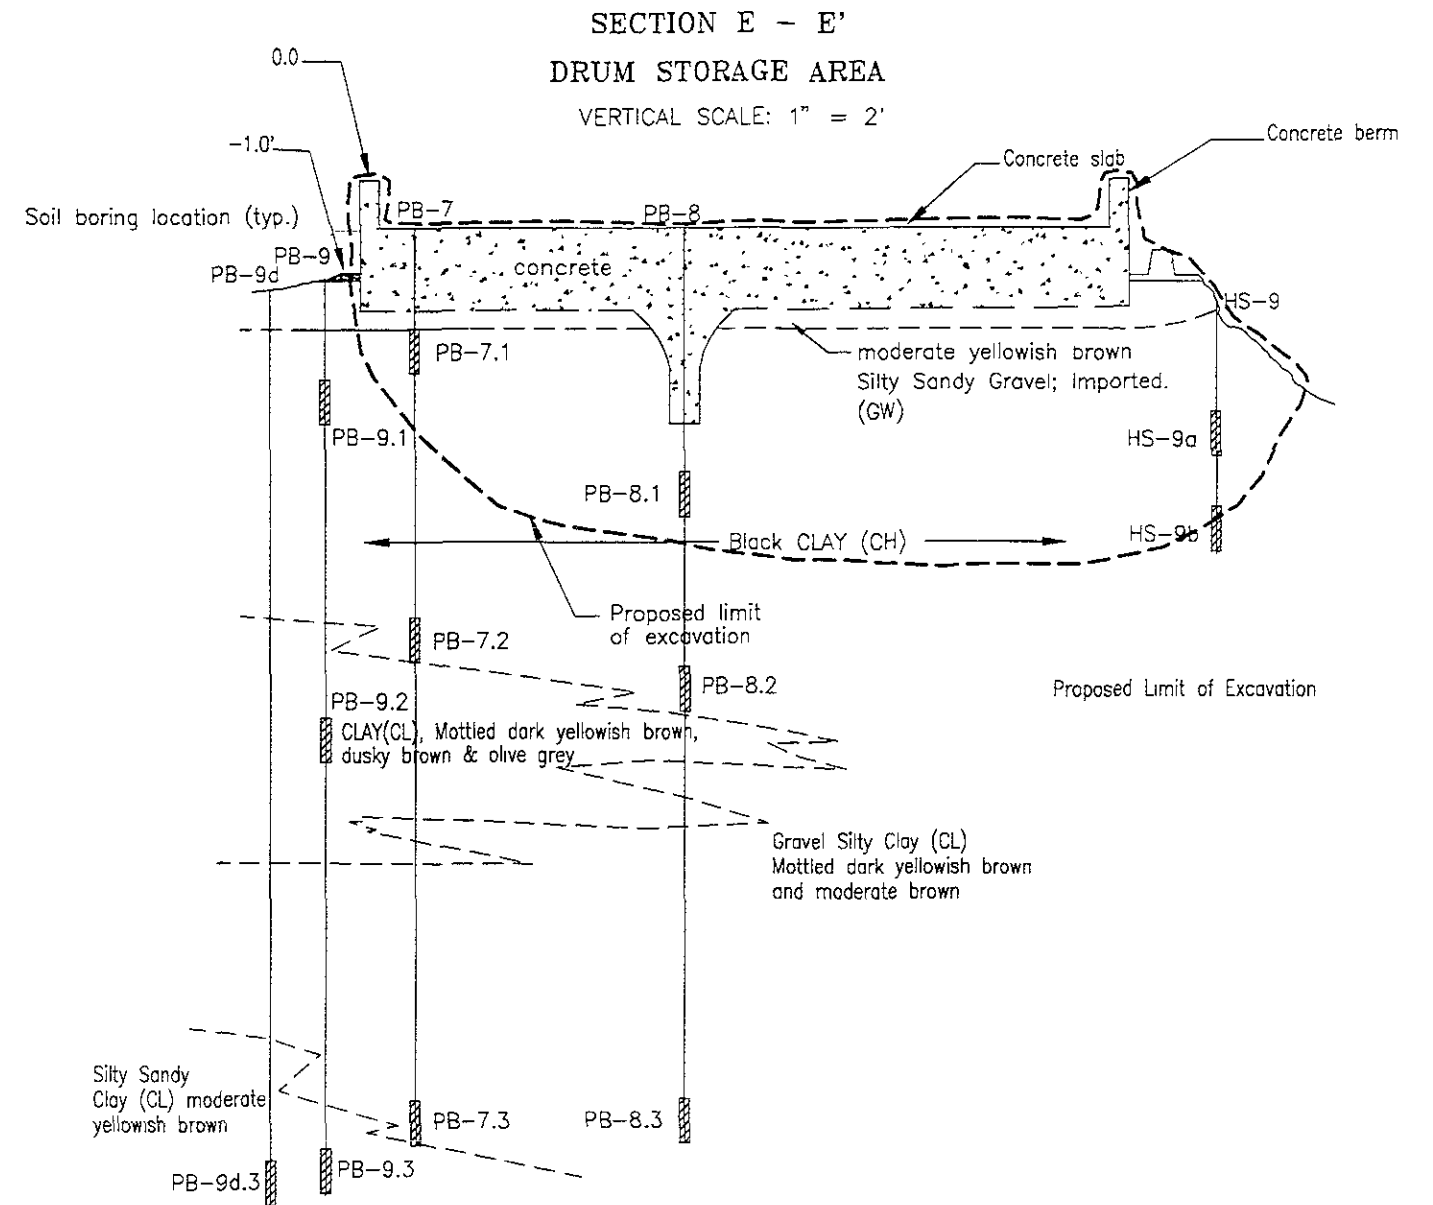 SECTION E - E'
DRUM STORAGE AREA
VERTICAL SCALE: 1" = 2'
0.0
-1.0'
Concrete slab
Concrete berm
Soil boring location (typ.)
PB-7
PB-8
PB-9
PB-9d
concrete
HS-9
PB-7.1
moderate yellowish brown
Silty Sandy Gravel; Imported.
(GW)
PB-9.1
HS-9a
PB-8.1
HS-9b
Black CLAY (CH)
Proposed limit
of excavation
PB-7.2
PB-8.2
Proposed Limit of Excavation
PB-9.2
CLAY(CL), Mottled dark yellowish brown,
dusky brown & olive grey
Gravel Silty Clay (CL)
Mottled dark yellowish brown
and moderate brown
Silty Sandy
Clay (CL) moderate
yellowish brown
PB-7.3
PB-8.3
PB-9.3
PB-9d.3